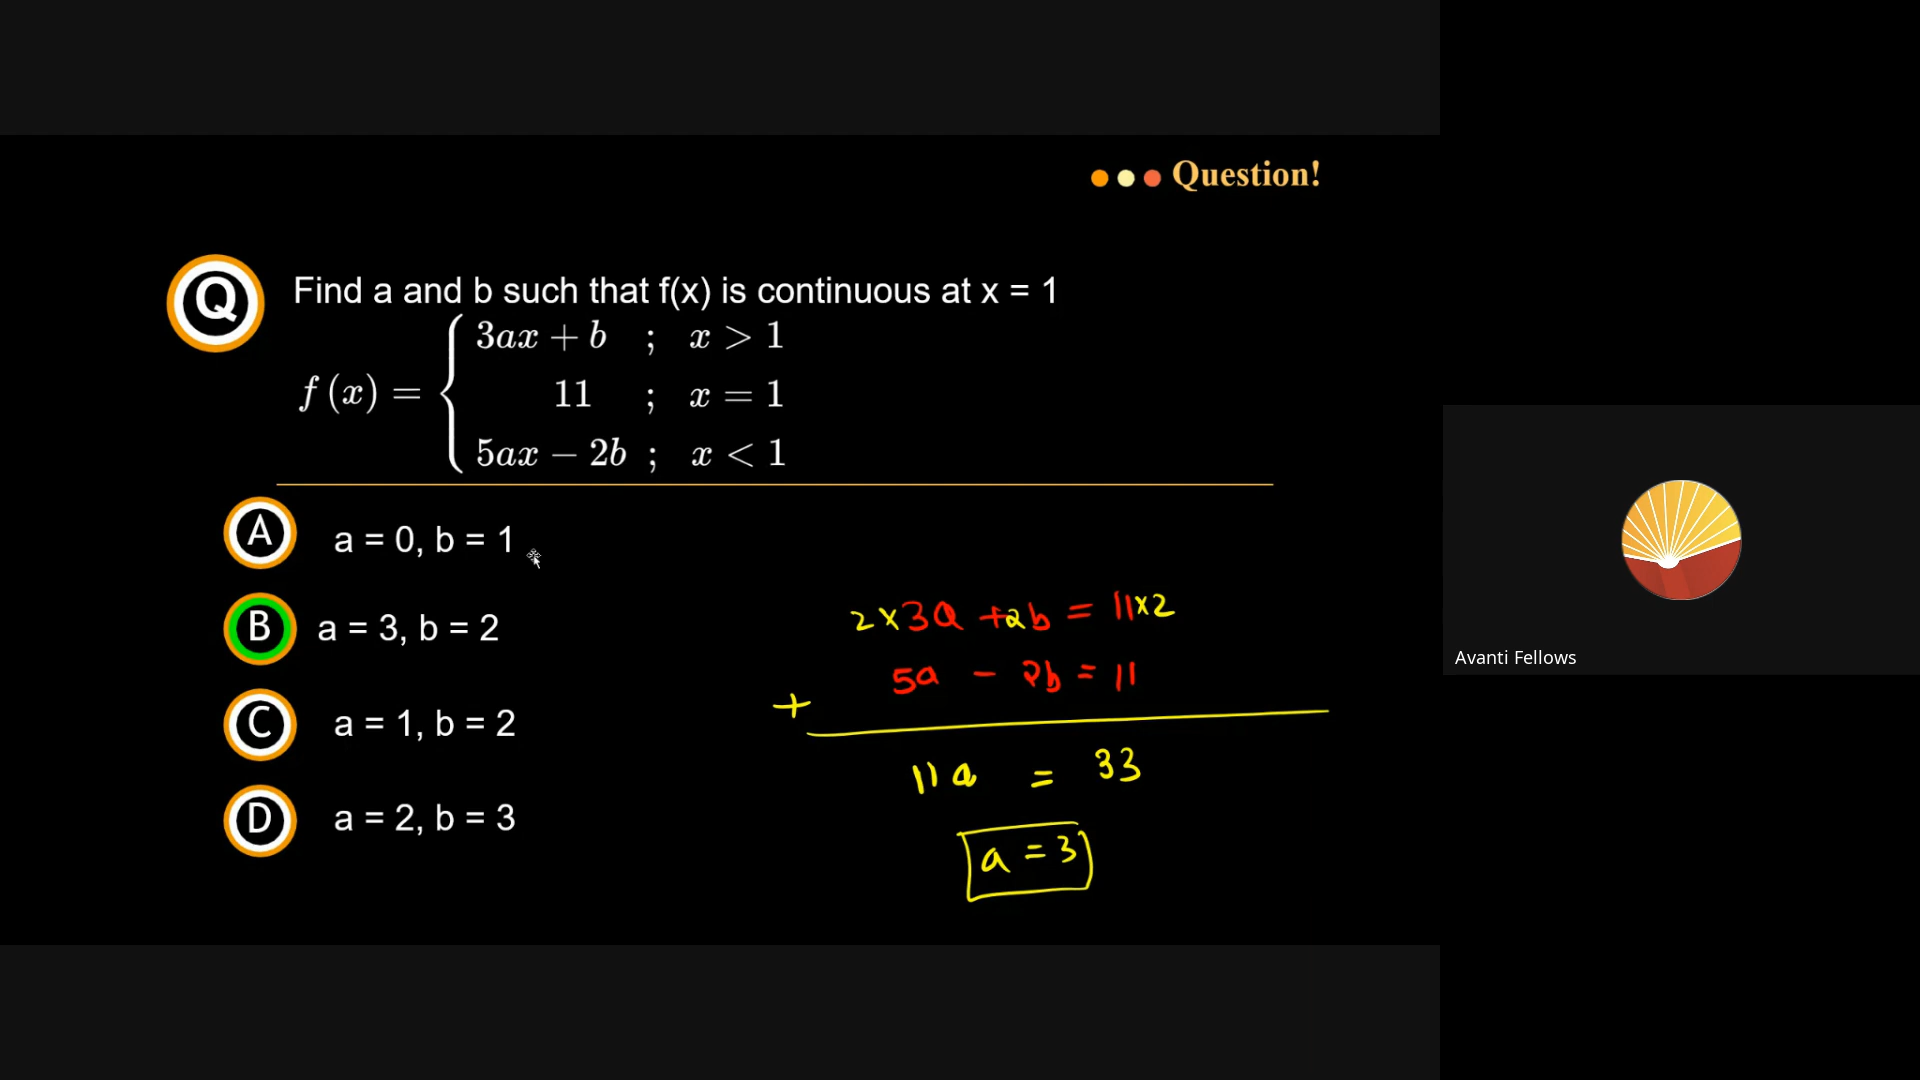 Question!
Q
Find a and b such that f(x) is continuous at x = 1
f(x) = { 3ax + b ; x > 1
11 ; x = 1
5ax − 2b ; x < 1
A a = 0, b = 1
B a = 3, b = 2
C a = 1, b = 2
D a = 2, b = 3
2×3a +2b = 11×2
5a - 2b = 11
+
11a = 33
a = 3
Avanti Fellows